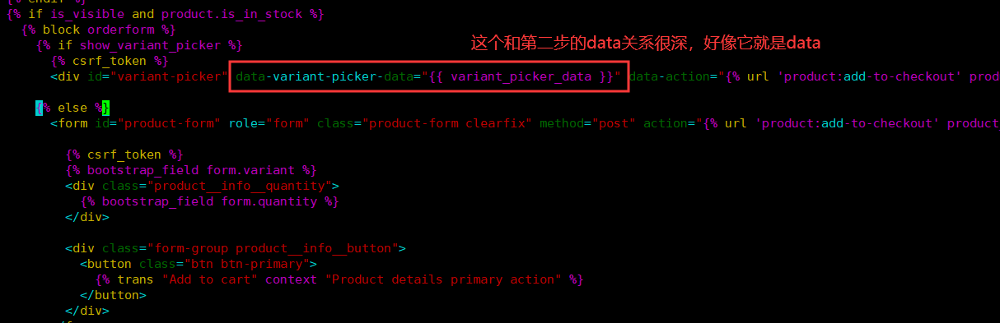 {% if is_visible and product.is_in_stock %}
{% block orderform %}
{% if show_variant_picker %}
这个和第二步的data关系很深，好像它就是data
{% csrf_token %}
<div id="variant-picker" data-variant-picker-data="{{ variant_picker_data }}" data-action="{% url 'product:add-to-checkout' prod
{% else %}
<form id="product-form" role="form" class="product-form clearfix" method="post" action="{% url 'product:add-to-checkout' product
{% csrf_token %}
{% bootstrap_field form.variant %}
<div class="product__info__quantity">
{% bootstrap_field form.quantity %}
</div>
<div class="form-group product__info__button">
<button class="btn btn-primary">
{% trans "Add to cart" context "Product details primary action" %}
</button>
</div>